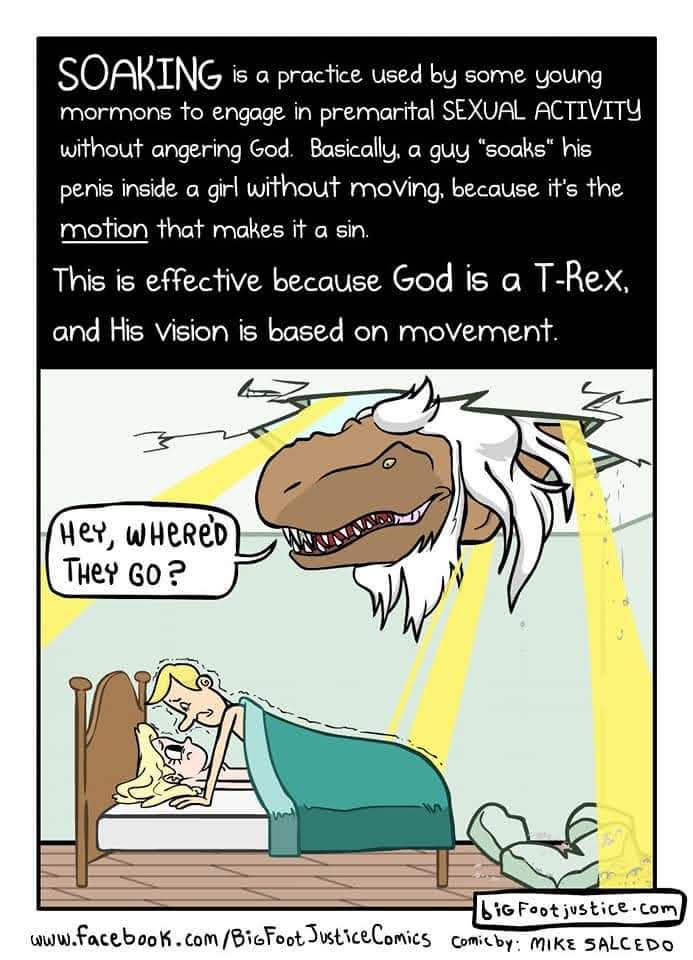 SOAKING is a practice used by some young
mormons to engage in premarital SEXUAL ACTIVITY
without angering God. Basically, a guy "soaks" his
penis inside a girl without moving, because it's the
motion that makes it a sin.
This is effective because God is a T-Rex,
and His vision is based on movement.
HEY, WHERE'D
THEY GO?
biGFootjustice.com
www.facebook.com/BiGFootJusticeComics comic by: MIKE SALCEDO